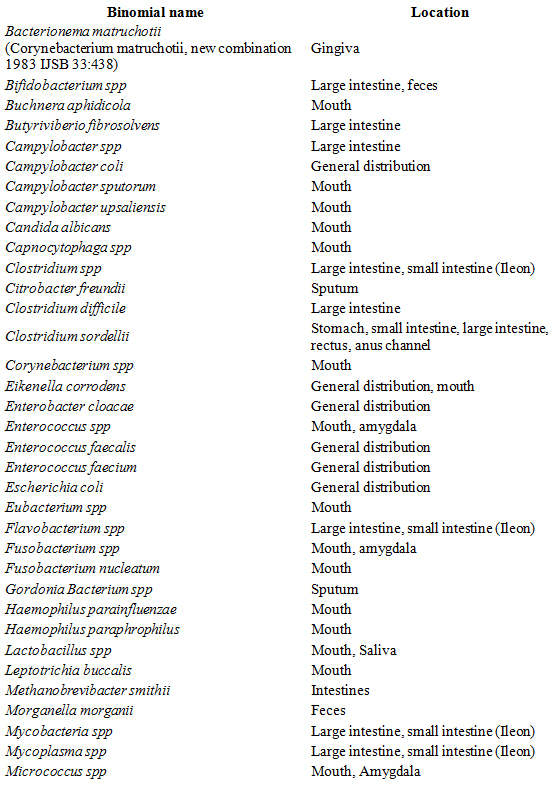 Binomial name Location
Bacterionema matruchotii
(Corynebacterium matruchotii, new combination Gingiva
1983 IJSB 33:438)
Bifidobacterium spp Large intestine, feces
Buchnera aphidicola Mouth
Butyriviberio fibrosolvens Large intestine
Campylobacter spp Large intestine
Campylobacter coli General distribution
Campylobacter sputorum Mouth
Campylobacter upsaliensis Mouth
Candida albicans Mouth
Capnocytophaga spp Mouth
Clostridium spp Large intestine, small intestine (Ileon)
Citrobacter freundii Sputum
Clostridium difficile Large intestine
Clostridium sordellii Stomach, small intestine, large intestine,
rectus, anus channel
Corynebacterium spp Mouth
Eikenella corrodens General distribution, mouth
Enterobacter cloacae General distribution
Enterococcus spp Mouth, amygdala
Enterococcus faecalis General distribution
Enterococcus faecium General distribution
Escherichia coli General distribution
Eubacterium spp Mouth
Flavobacterium spp Large intestine, small intestine (Ileon)
Fusobacterium spp Mouth, amygdala
Fusobacterium nucleatum Mouth
Gordonia Bacterium spp Sputum
Haemophilus parainfluenzae Mouth
Haemophilus paraphrophilus Mouth
Lactobacillus spp Mouth, Saliva
Leptotrichia buccalis Mouth
Methanobrevibacter smithii Intestines
Morganella morganii Feces
Mycobacteria spp Large intestine, small intestine (Ileon)
Mycoplasma spp Large intestine, small intestine (Ileon)
Micrococcus spp Mouth, Amygdala